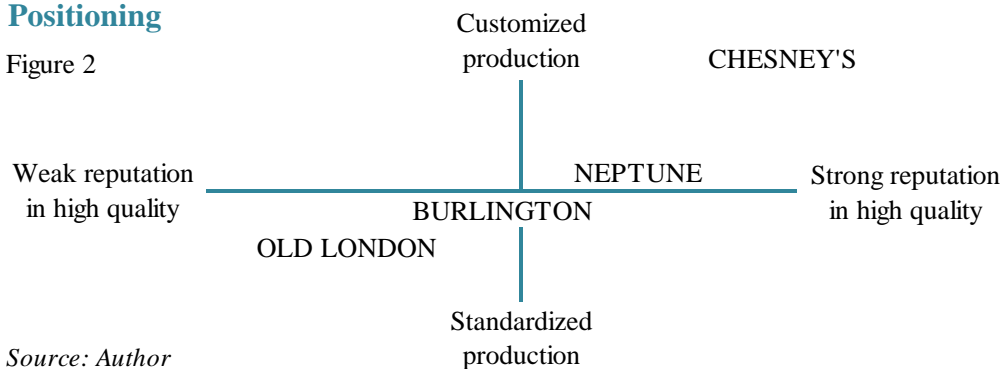 Positioning
Figure 2
Customized
production
CHESNEY'S
Weak reputation
in high quality
NEPTUNE
Strong reputation
in high quality
BURLINGTON
OLD LONDON
Standardized
production
Source: Author